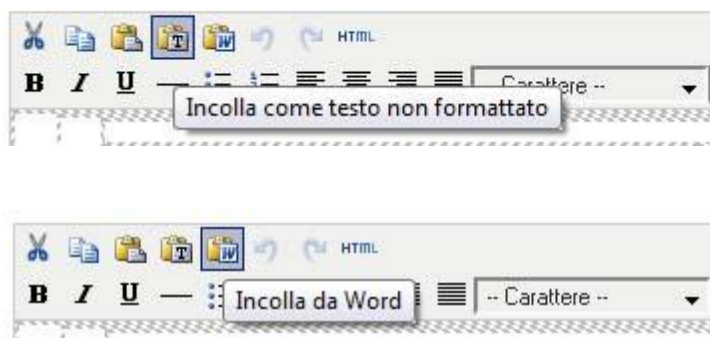 HTML
B I U -- Carattere --
Incolla come testo non formattato
HTML
B I U -- Carattere --
Incolla da Word